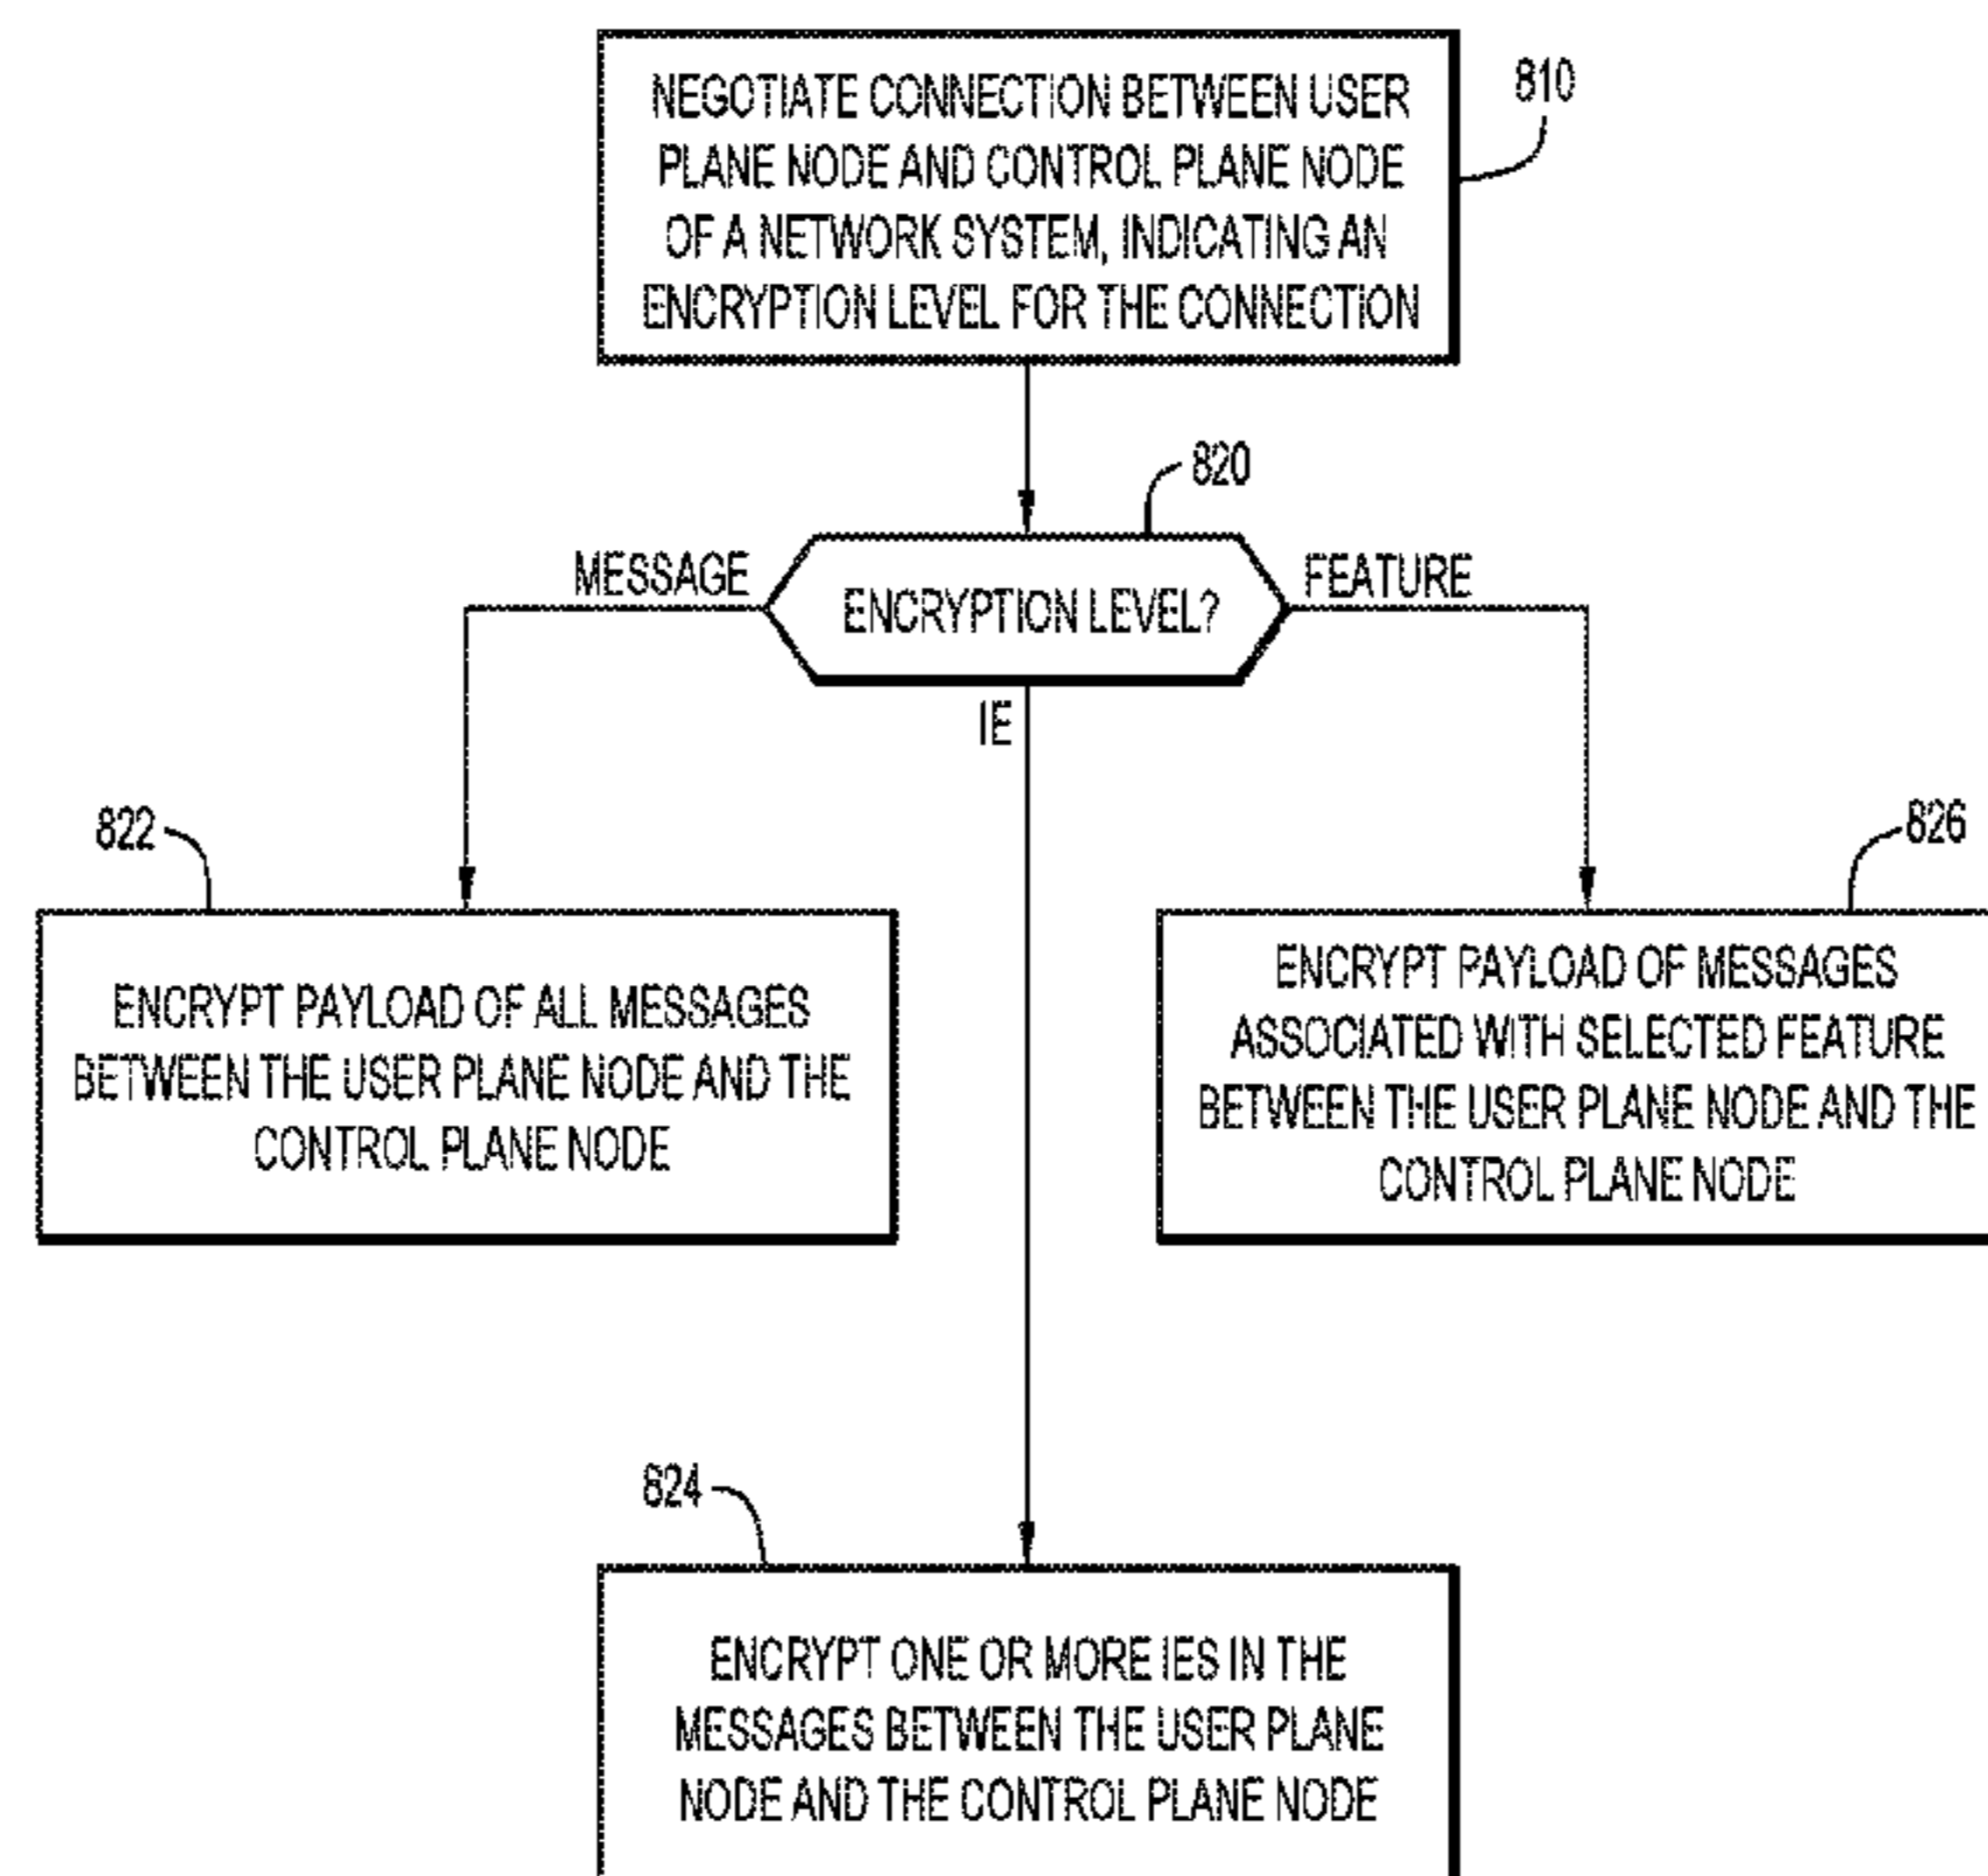 NEGOTIATE CONNECTION BETWEEN USER
PLANE NODE AND CONTROL PLANE NODE
OF A NETWORK SYSTEM, INDICATING AN
ENCRYPTION LEVEL FOR THE CONNECTION
810
820
MESSAGE
ENCRYPTION LEVEL?
FEATURE
IE
822
ENCRYPT PAYLOAD OF ALL MESSAGES
BETWEEN THE USER PLANE NODE AND THE
CONTROL PLANE NODE
826
ENCRYPT PAYLOAD OF MESSAGES
ASSOCIATED WITH SELECTED FEATURE
BETWEEN THE USER PLANE NODE AND THE
CONTROL PLANE NODE
824
ENCRYPT ONE OR MORE IES IN THE
MESSAGES BETWEEN THE USER PLANE
NODE AND THE CONTROL PLANE NODE